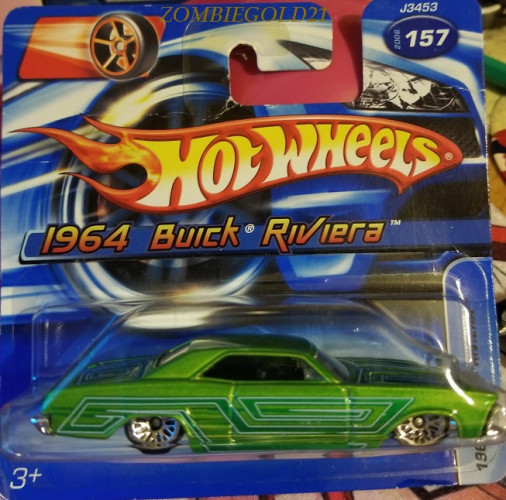 ZOMBIEGOLD21
J3453
2006
157
HOT WHEELS®
1964 Buick® Riviera™
3+